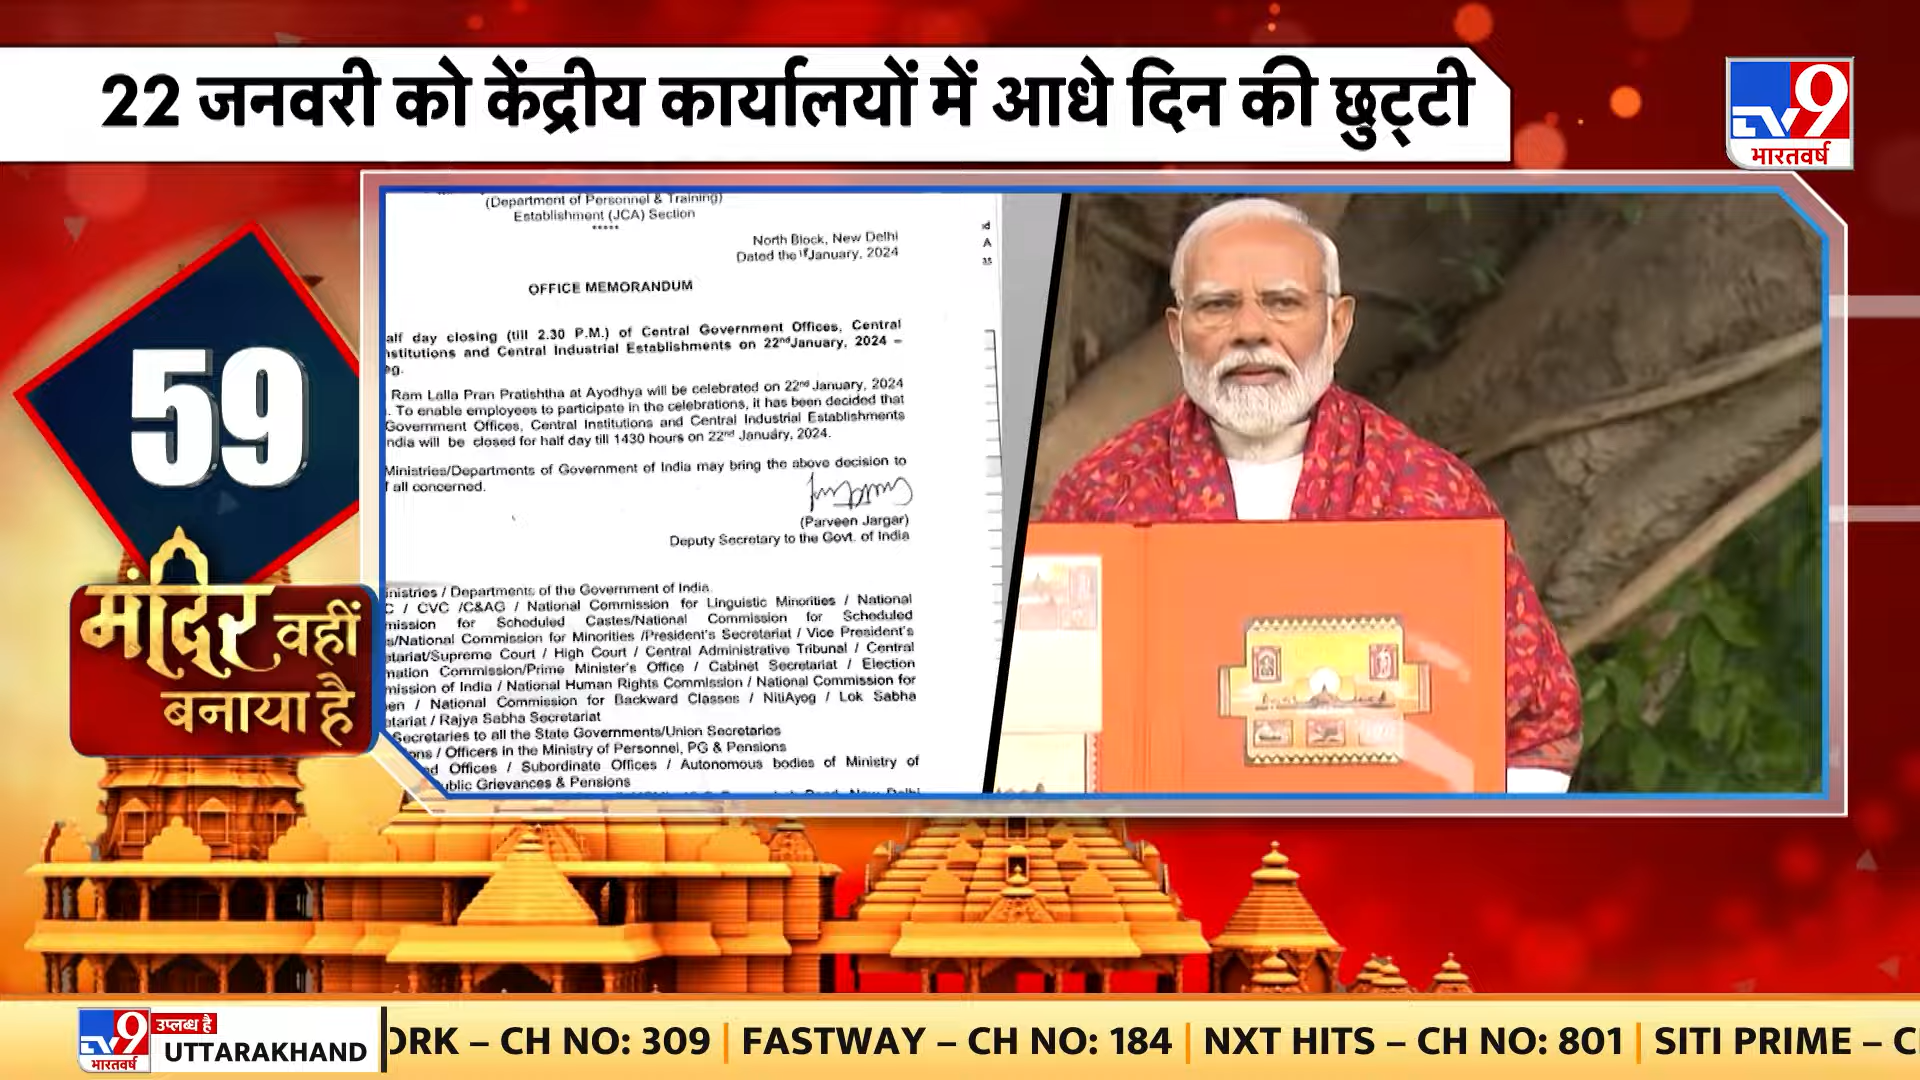 22 जनवरी को केंद्रीय कार्यालयों में आधे दिन की छुट्टी
TV9
भारतवर्ष
59
मंदिर वहीं
बनाया है
(Department of Personnel & Training)
Establishment (JCA) Section
*****
North Block, New Delhi
Dated the January, 2024
OFFICE MEMORANDUM
alf day closing (till 2.30 P.M.) of Central Government Offices, Central
nstitutions and Central Industrial Establishments on 22nd January, 2024 –
eg.
Ram Lalla Pran Pratishtha at Ayodhya will be celebrated on 22nd January, 2024
. To enable employees to participate in the celebrations, it has been decided that
Government Offices, Central Institutions and Central Industrial Establishments
ndia will be closed for half day till 1430 hours on 22nd January, 2024.
Ministries/Departments of Government of India may bring the above decision to
f all concerned.
(Parveen Jargar)
Deputy Secretary to the Govt. of India
inistries / Departments of the Government of India.
C / CVC /C&AG / National Commission for Linguistic Minorities / National
mission for Scheduled Castes/National Commission for Scheduled
s/National Commission for Minorities /President's Secretariat / Vice President's
etariat/Supreme Court / High Court / Central Administrative Tribunal / Central
mation Commission/Prime Minister's Office / Cabinet Secretariat / Election
mission of India / National Human Rights Commission / National Commission for
en / National Commission for Backward Classes / NitiAyog / Lok Sabha
etariat / Rajya Sabha Secretariat
Secretaries to all the State Governments/Union Secretaries
ons / Officers in the Ministry of Personnel, PG & Pensions
ed Offices / Subordinate Offices / Autonomous bodies of Ministry of
ublic Grievances & Pensions
TV9 उप्लब्ध है
भारतवर्ष UTTARAKHAND
ORK – CH NO: 309 | FASTWAY – CH NO: 184 | NXT HITS – CH NO: 801 | SITI PRIME – C